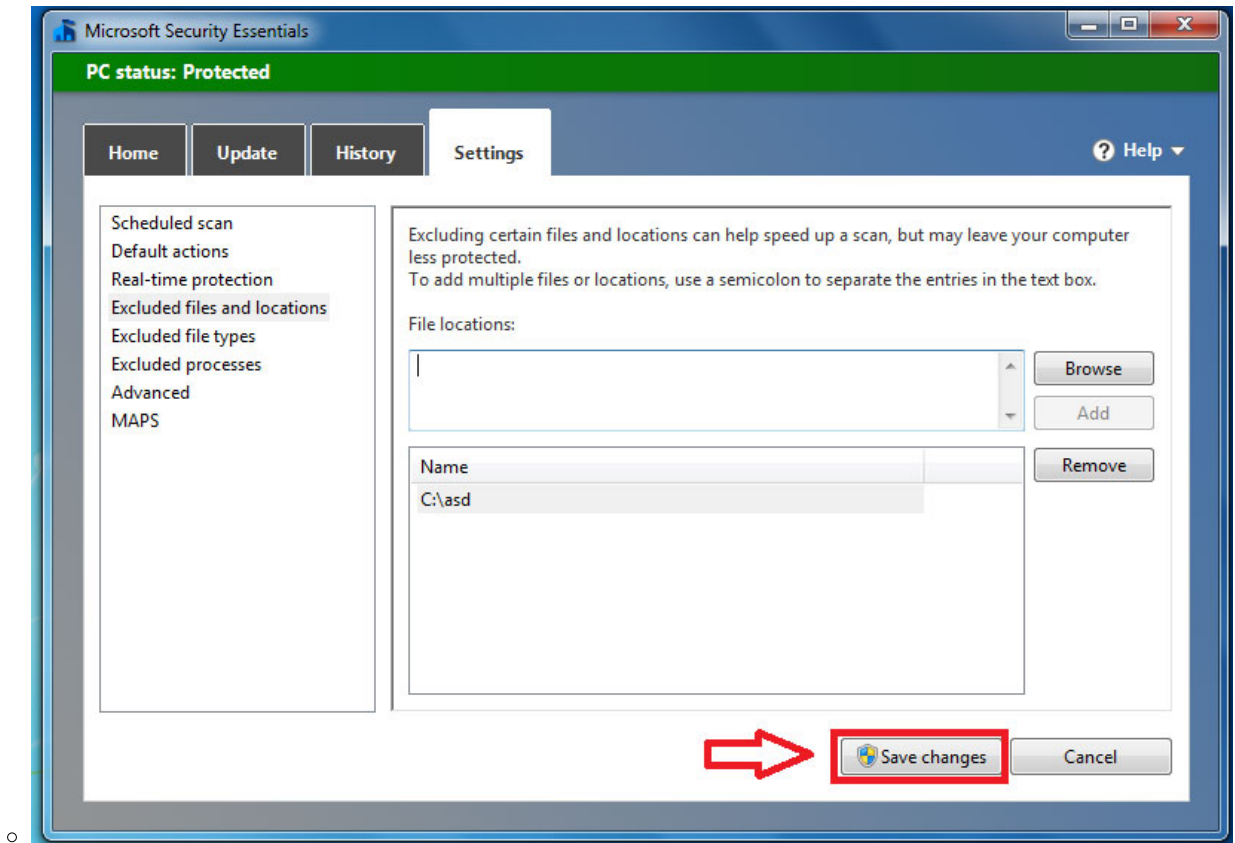 Microsoft Security Essentials
PC status: Protected
Home
Update
History
Settings
Help
Scheduled scan
Default actions
Real-time protection
Excluded files and locations
Excluded file types
Excluded processes
Advanced
MAPS
Excluding certain files and locations can help speed up a scan, but may leave your computer
less protected.
To add multiple files or locations, use a semicolon to separate the entries in the text box.
File locations:
Browse
Add
Name
Remove
C:\asd
Save changes
Cancel